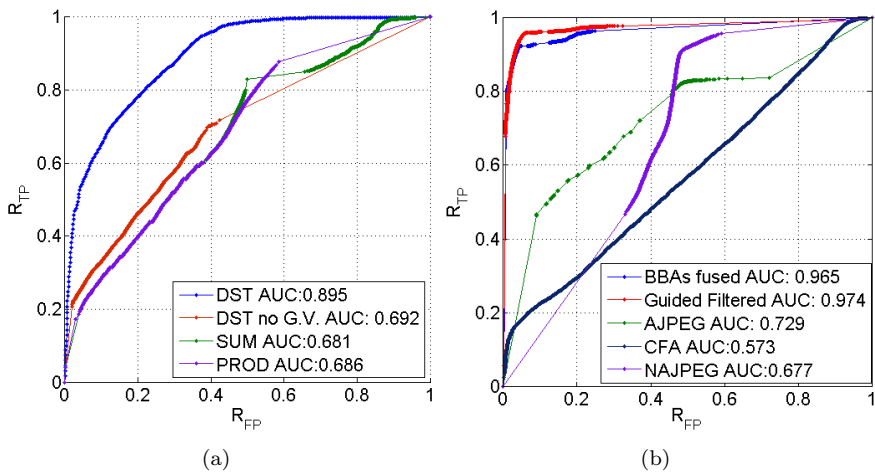 1
0.8
0.6
0.4
0.2
0
0 0.2 0.4 0.6 0.8 1
R_TP
R_FP
DST AUC:0.895
DST no G.V. AUC: 0.692
SUM AUC:0.681
PROD AUC:0.686
(a)
1
0.8
0.6
0.4
0.2
0
0 0.2 0.4 0.6 0.8 1
R_TP
R_FP
BBAs fused AUC: 0.965
Guided Filtered AUC: 0.974
AJPEG AUC: 0.729
CFA AUC:0.573
NAJPEG AUC:0.677
(b)